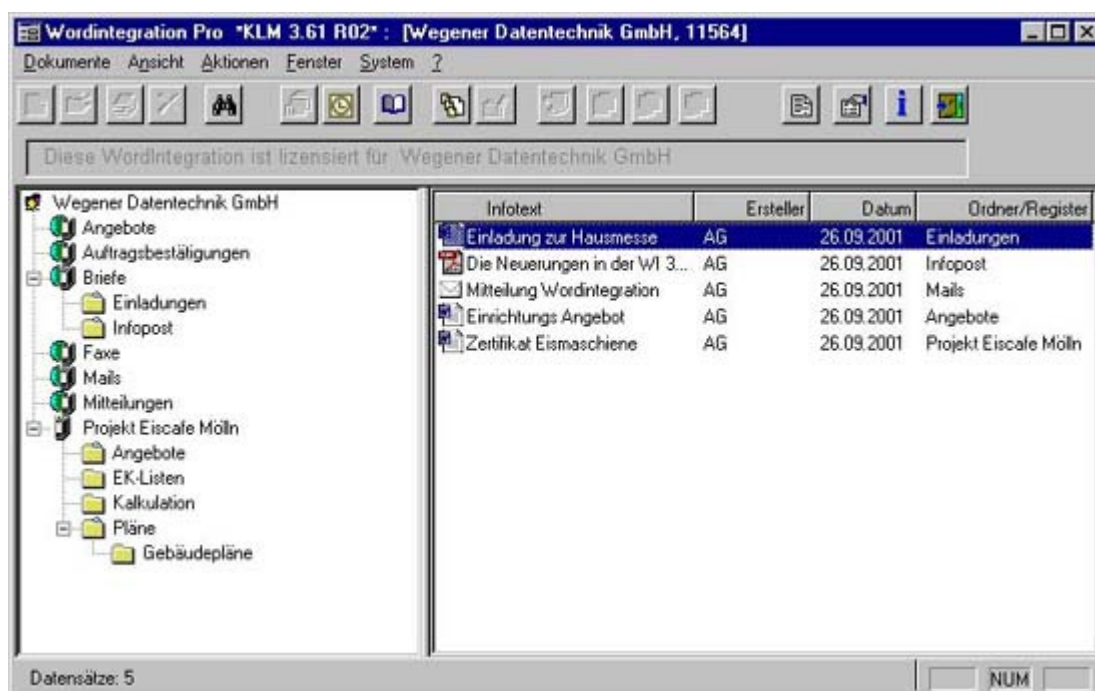 Wordintegration Pro *KLM 3.61 R02* : [Wegener Datentechnik GmbH, 11564]
Dokumente Ansicht Aktionen Fenster System ?
Diese WordIntegration ist lizensiert für Wegener Datentechnik GmbH
Wegener Datentechnik GmbH
Angebote
Auftragsbestätigungen
Briefe
Einladungen
Infopost
Faxe
Mails
Mitteilungen
Projekt Eiscafe Mölln
Angebote
EK-Listen
Kalkulation
Pläne
Gebäudepläne
Infotext Ersteller Datum Ordner/Register
Einladung zur Hausmesse AG 26.09.2001 Einladungen
Die Neuerungen in der WI 3... AG 26.09.2001 Infopost
Mitteilung Wordintegration AG 26.09.2001 Mails
Einrichtungs Angebot AG 26.09.2001 Angebote
Zertifikat Eismaschiene AG 26.09.2001 Projekt Eiscafe Mölln
Datensätze: 5
NUM